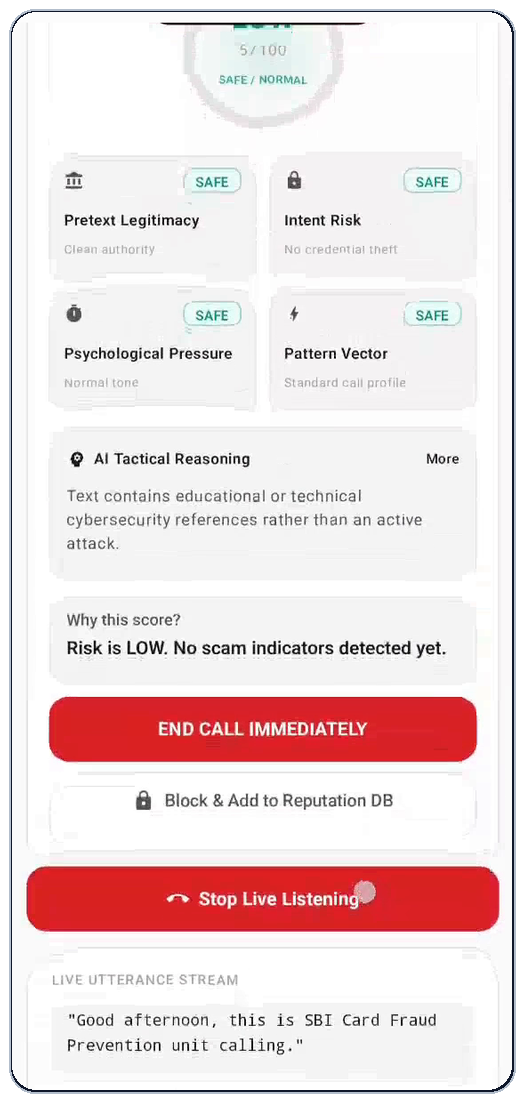 5/100
SAFE / NORMAL
SAFE
Pretext Legitimacy
Clean authority
SAFE
Intent Risk
No credential theft
SAFE
Psychological Pressure
Normal tone
SAFE
Pattern Vector
Standard call profile
AI Tactical Reasoning
More
Text contains educational or technical
cybersecurity references rather than an active
attack.
Why this score?
Risk is LOW. No scam indicators detected yet.
END CALL IMMEDIATELY
Block & Add to Reputation DB
Stop Live Listening
LIVE UTTERANCE STREAM
"Good afternoon, this is SBI Card Fraud
Prevention unit calling."